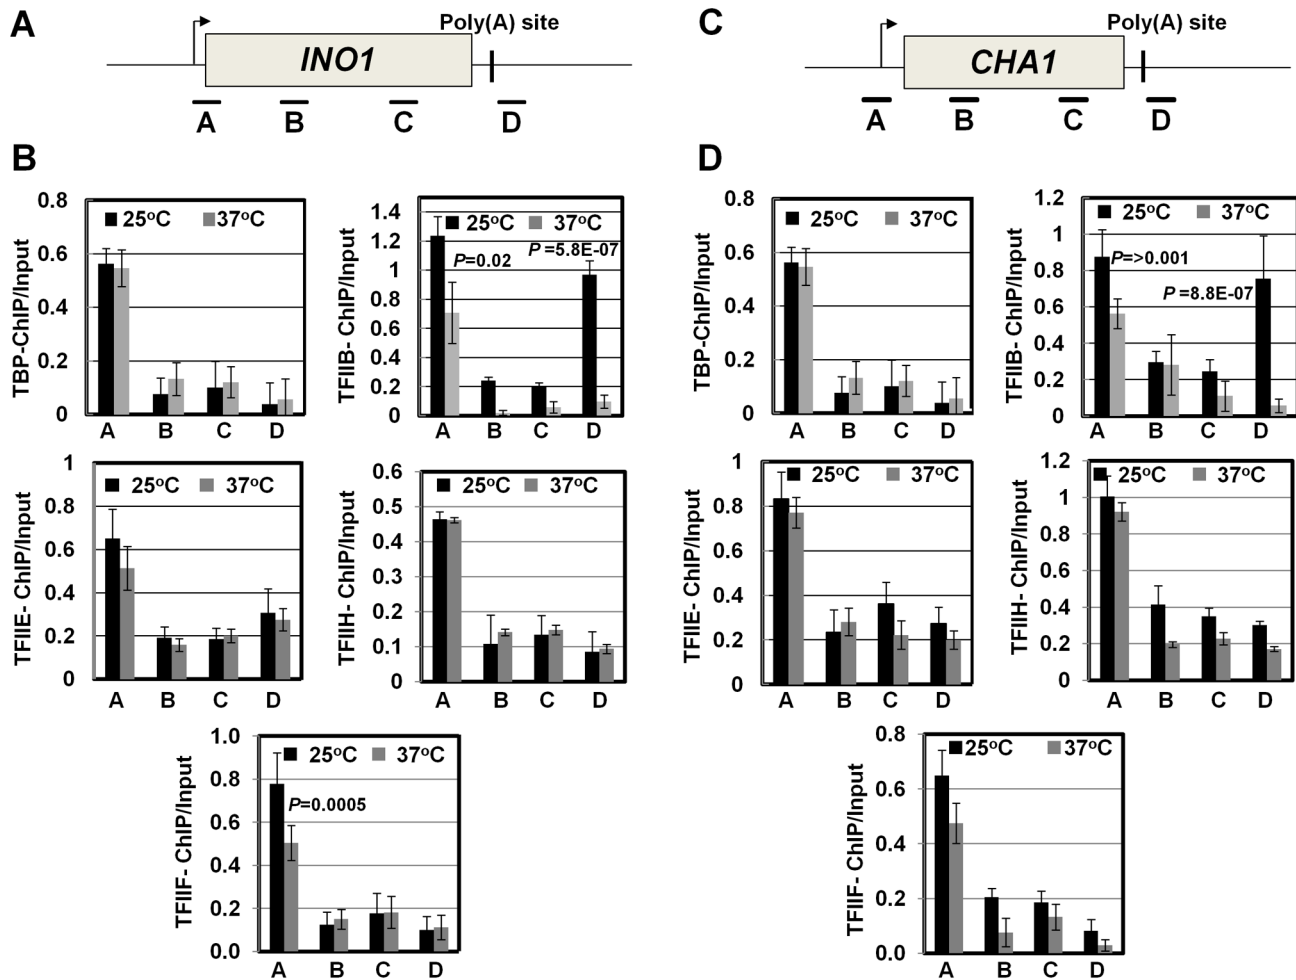 A
Poly(A) site
INO1
A B C D
C
Poly(A) site
CHA1
A B C D
B
TBP-ChIP/Input
25°C 37°C
0.8
0.6
0.4
0.2
0
A B C D
TFIIB- ChIP/Input
25°C 37°C
P=0.02
P =5.8E-07
1.4
1.2
1
0.8
0.6
0.4
0.2
0
A B C D
TFIIE- ChIP/Input
25°C 37°C
1
0.8
0.6
0.4
0.2
0
A B C D
TFIIH- ChIP/Input
25°C 37°C
0.6
0.5
0.4
0.3
0.2
0.1
0
A B C D
TFIIF- ChIP/Input
25°C 37°C
P=0.0005
1.0
0.8
0.6
0.4
0.2
0.0
A B C D
D
TBP-ChIP/Input
25°C 37°C
0.8
0.6
0.4
0.2
0
A B C D
TFIIB- ChIP/Input
25°C 37°C
P=>0.001
P =8.8E-07
1.2
1
0.8
0.6
0.4
0.2
0
A B C D
TFIIE- ChIP/Input
25°C 37°C
1
0.8
0.6
0.4
0.2
0
A B C D
TFIIH- ChIP/Input
25°C 37°C
1.2
1
0.8
0.6
0.4
0.2
0
A B C D
TFIIF- ChIP/Input
25°C 37°C
0.8
0.6
0.4
0.2
0.0
A B C D